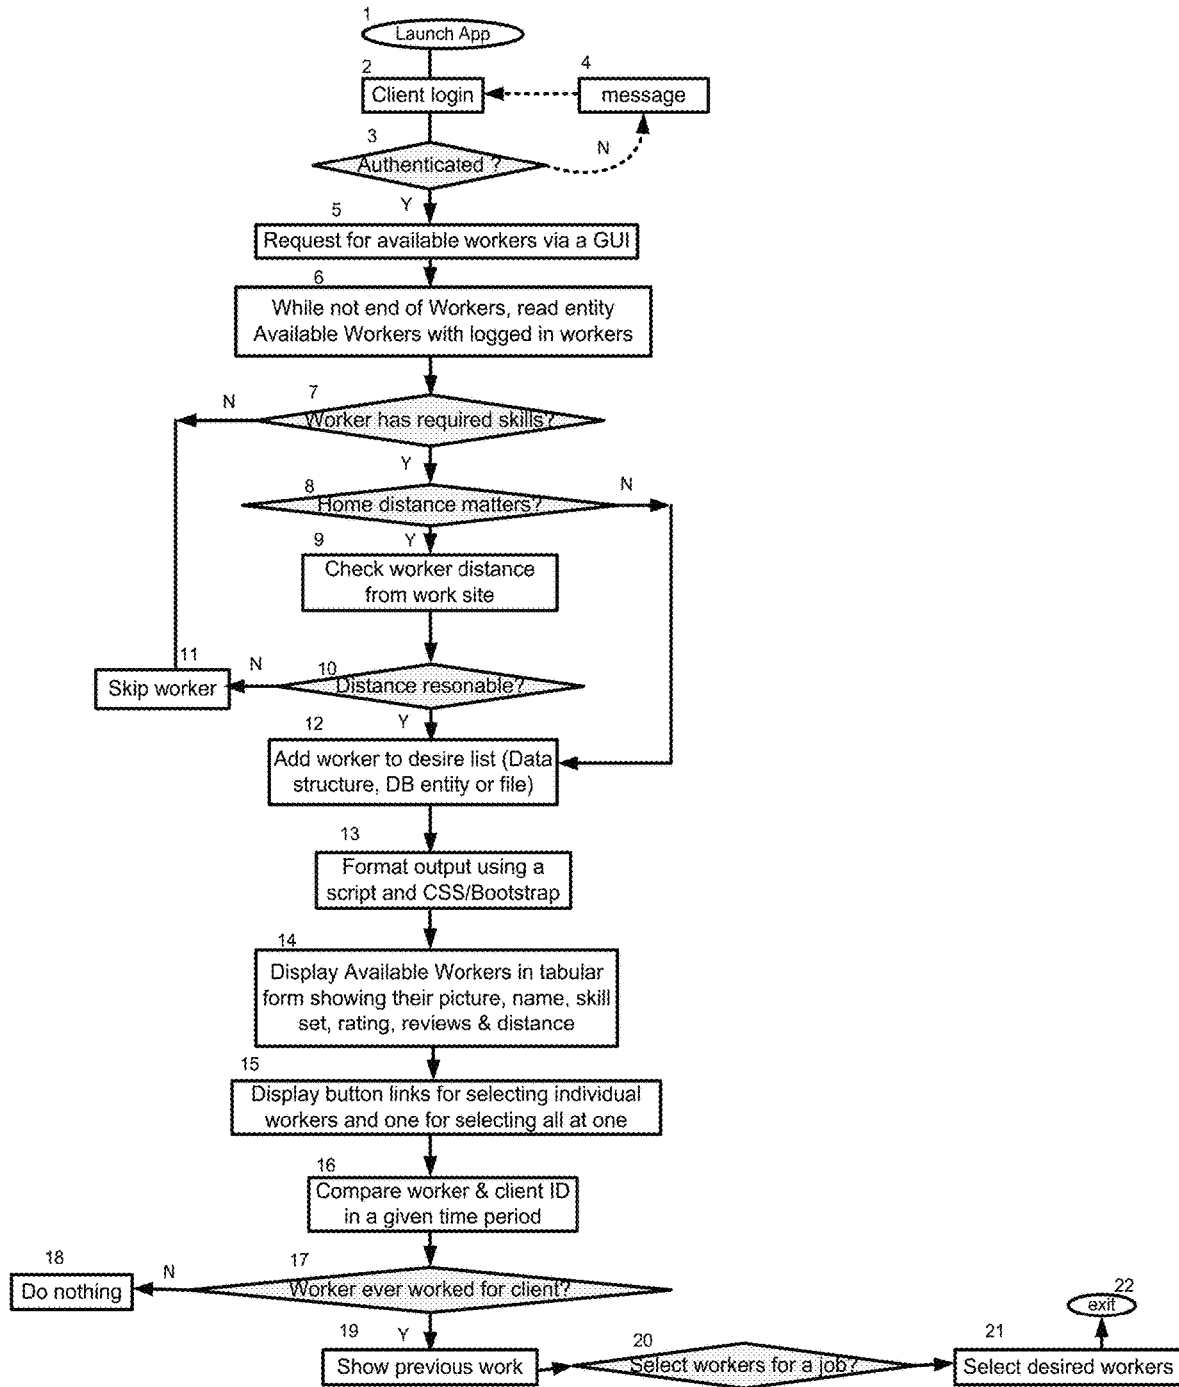 1
Launch App
2
Client login
4
message
3
Authenticated ?
N
Y
5
Request for available workers via a GUI
6
While not end of Workers, read entity
Available Workers with logged in workers
7
Worker has required skills?
N
Y
8
Home distance matters?
N
Y
9
Check worker distance
from work site
10
Distance resonable?
N
11
Skip worker
Y
12
Add worker to desire list (Data
structure, DB entity or file)
13
Format output using a
script and CSS/Bootstrap
14
Display Available Workers in tabular
form showing their picture, name, skill
set, rating, reviews & distance
15
Display button links for selecting individual
workers and one for selecting all at one
16
Compare worker & client ID
in a given time period
17
Worker ever worked for client?
N
18
Do nothing
Y
19
Show previous work
20
Select workers for a job?
21
Select desired workers
22
exit